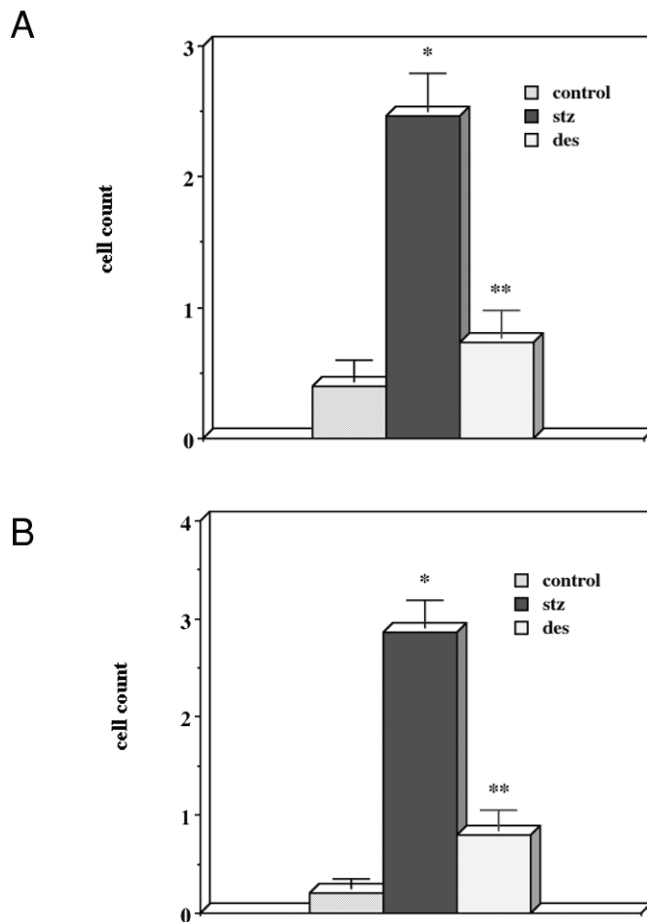 A
3
2
1
0
cell count
*
**
control
stz
des
B
4
3
2
1
0
cell count
*
**
control
stz
des